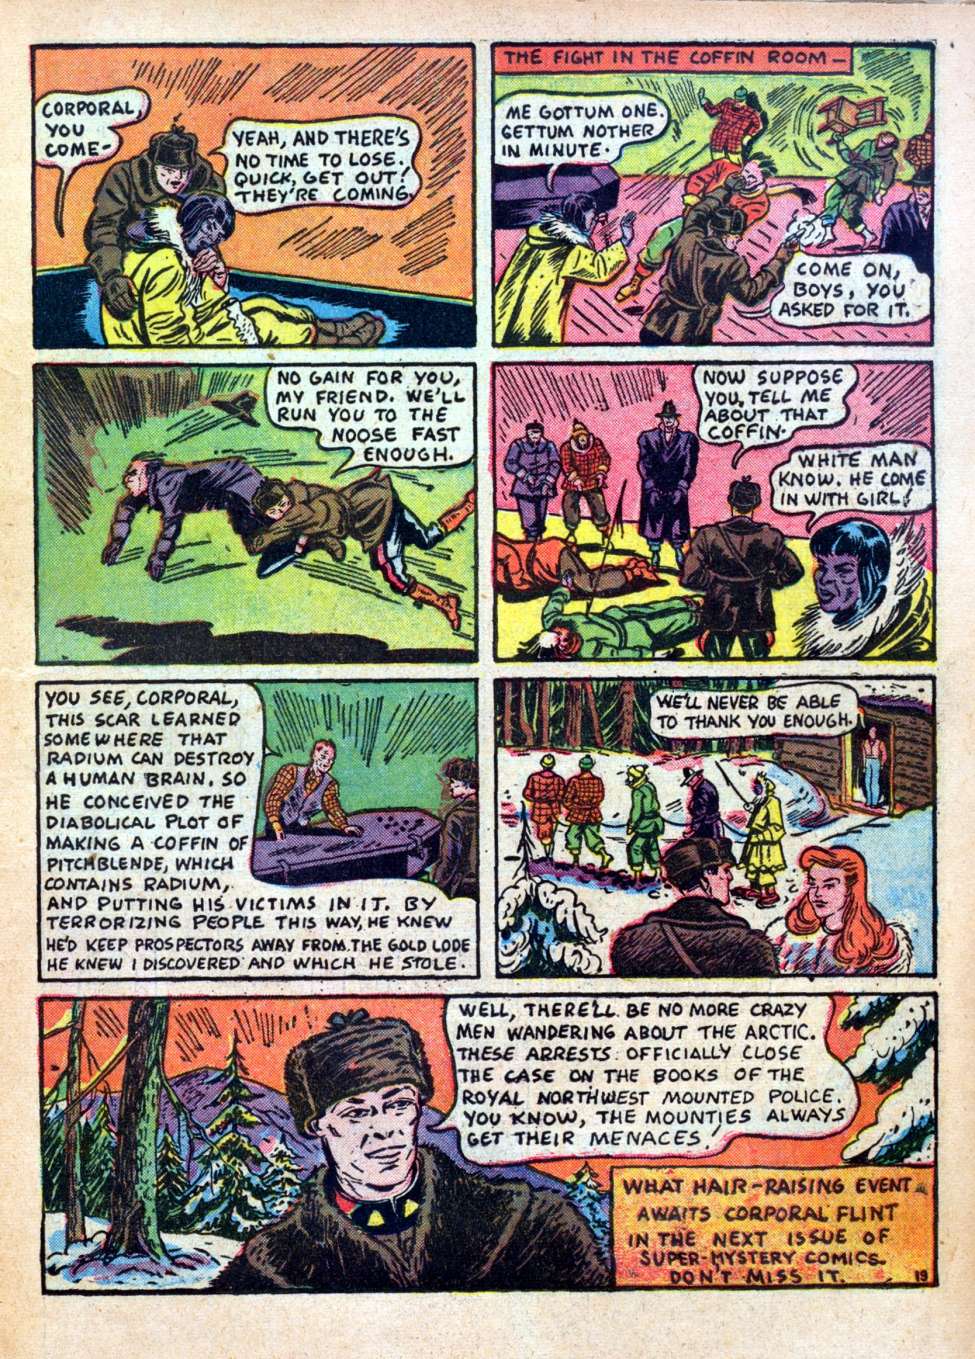 CORPORAL,
YOU
COME-
YEAH, AND THERE'S
NO TIME TO LOSE.
QUICK, GET OUT!
THEY'RE COMING.
THE FIGHT IN THE COFFIN ROOM—
ME GOTTUM ONE.
GETTUM NOTHER
IN MINUTE.
COME ON,
BOYS, YOU
ASKED FOR IT.
NO GAIN FOR YOU,
MY FRIEND. WE'LL
RUN YOU TO THE
NOOSE FAST
ENOUGH.
NOW SUPPOSE
YOU, TELL ME
ABOUT THAT
COFFIN.
WHITE MAN
KNOW. HE COME
IN WITH GIRL!
YOU SEE, CORPORAL,
THIS SCAR LEARNED
SOMEWHERE THAT
RADIUM CAN DESTROY
A HUMAN BRAIN. SO
HE CONCEIVED THE
DIABOLICAL PLOT OF
MAKING A COFFIN OF
PITCHBLENDE, WHICH
CONTAINS RADIUM,
AND PUTTING HIS VICTIMS IN IT. BY
TERRORIZING PEOPLE THIS WAY, HE KNEW
HE'D KEEP PROSPECTORS AWAY FROM THE GOLD LODE
HE KNEW I DISCOVERED AND WHICH HE STOLE.
WE'LL NEVER BE ABLE
TO THANK YOU ENOUGH.
WELL, THERE'LL BE NO MORE CRAZY
MEN WANDERING ABOUT THE ARCTIC.
THESE ARRESTS OFFICIALLY CLOSE
THE CASE ON THE BOOKS OF THE
ROYAL NORTHWEST MOUNTED POLICE.
YOU KNOW, THE MOUNTIES ALWAYS
GET THEIR MENACES!
WHAT HAIR-RAISING EVENT
AWAITS CORPORAL FLINT
IN THE NEXT ISSUE OF
SUPER-MYSTERY COMICS.
DON'T MISS IT.
19